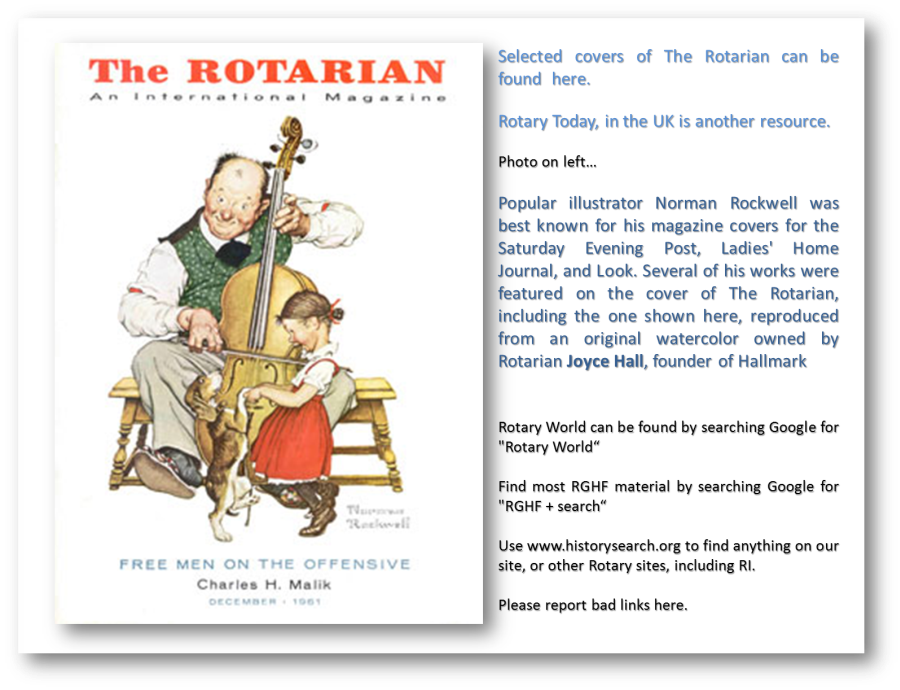 The ROTARIAN
An International Magazine
Norman
Rockwell
FREE MEN ON THE OFFENSIVE
Charles H. Malik
DECEMBER • 1961
Selected covers of The Rotarian can be
found here.
Rotary Today, in the UK is another resource.
Photo on left...
Popular illustrator Norman Rockwell was
best known for his magazine covers for the
Saturday Evening Post, Ladies' Home
Journal, and Look. Several of his works were
featured on the cover of The Rotarian,
including the one shown here, reproduced
from an original watercolor owned by
Rotarian Joyce Hall, founder of Hallmark
Rotary World can be found by searching Google for
"Rotary World“
Find most RGHF material by searching Google for
"RGHF + search“
Use www.historysearch.org to find anything on our
site, or other Rotary sites, including RI.
Please report bad links here.